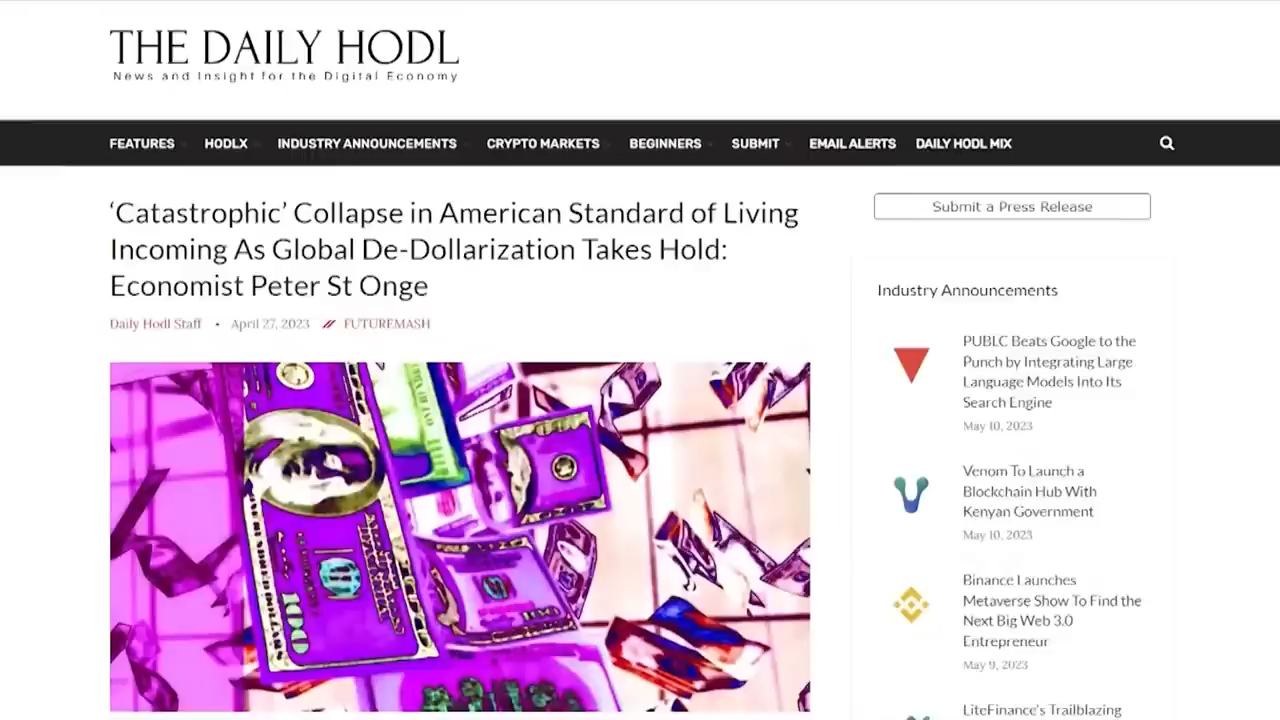 THE DAILY HODL
News and Insight for the Digital Economy
FEATURES HODLX INDUSTRY ANNOUNCEMENTS CRYPTO MARKETS BEGINNERS SUBMIT EMAIL ALERTS DAILY HODL MIX
‘Catastrophic’ Collapse in American Standard of Living
Incoming As Global De-Dollarization Takes Hold:
Economist Peter St Onge
Daily Hodl Staff • April 27, 2023 // FUTUREMASH
100
Submit a Press Release
Industry Announcements
PUBLC Beats Google to the
Punch by Integrating Large
Language Models Into Its
Search Engine
May 10, 2023
Venom To Launch a
Blockchain Hub With
Kenyan Government
May 10, 2023
Binance Launches
Metaverse Show To Find the
Next Big Web 3.0
Entrepreneur
May 9, 2023
LiteFinance’s Trailblazing